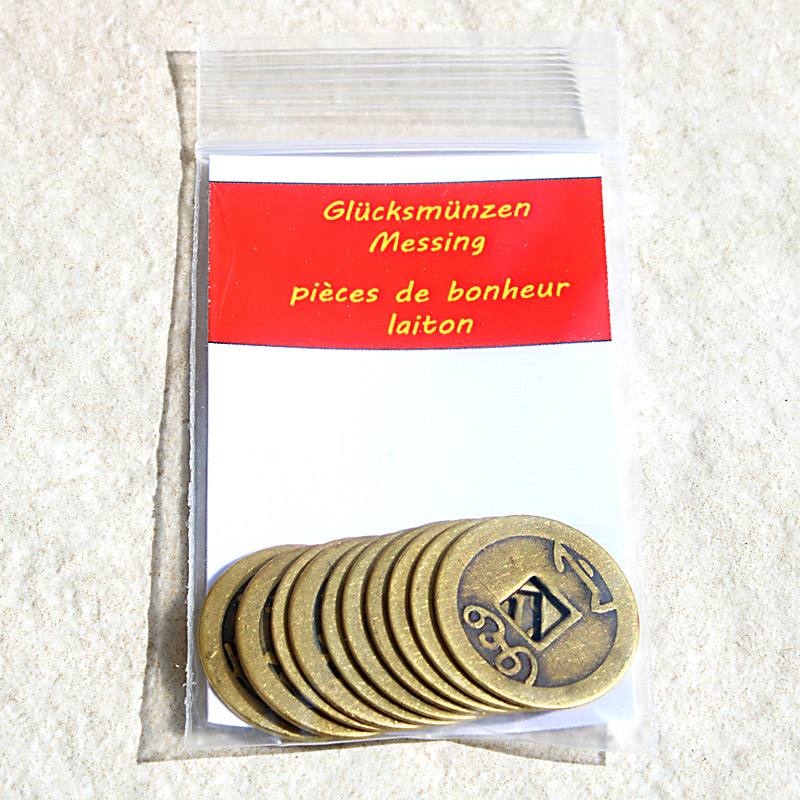 Glücksmünzen
Messing
pièces de bonheur
laiton